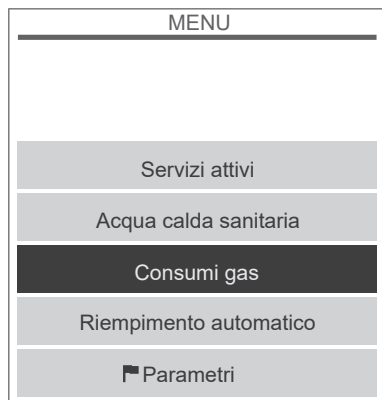 MENU
Servizi attivi
Acqua calda sanitaria
Consumi gas
Riempimento automatico
Parametri